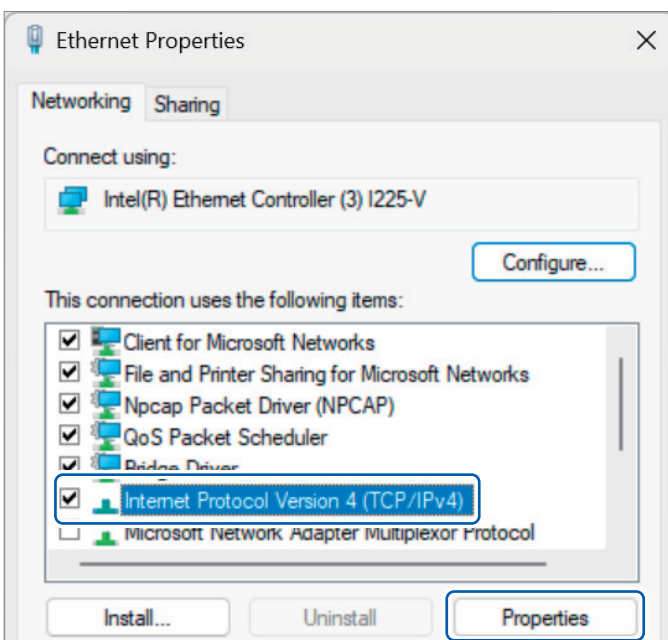 Ethernet Properties
Networking
Sharing
Connect using:
Intel(R) Ethernet Controller (3) I225-V
Configure...
This connection uses the following items:
Client for Microsoft Networks
File and Printer Sharing for Microsoft Networks
Npcap Packet Driver (NPCAP)
QoS Packet Scheduler
Bridge Driver
Internet Protocol Version 4 (TCP/IPv4)
Microsoft Network Adapter Multiplexor Protocol
Install...
Uninstall
Properties